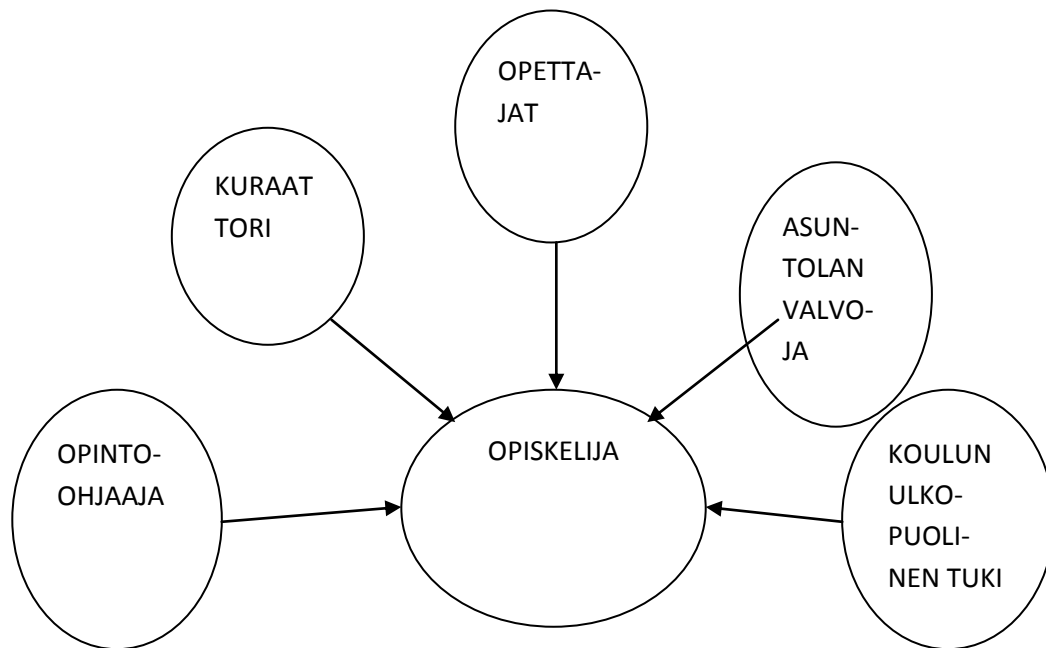 OPETTA-
JAT
KURAAT
TORI
ASUN-
TOLAN
VALVO-
JA
OPINTO-
OHJAAJA
OPISKELIJA
KOULUN
ULKO-
PUOLI-
NEN TUKI